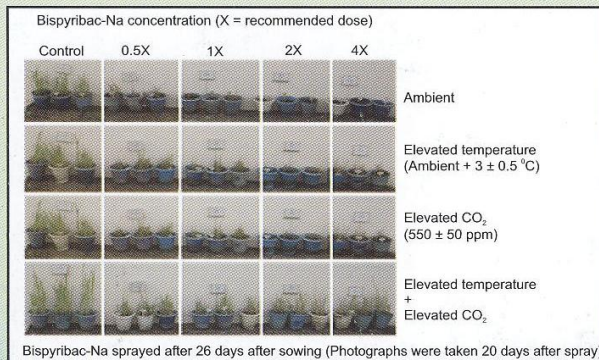 Bispyribac-Na concentration (X = recommended dose)
Control 0.5X 1X 2X 4X
Ambient
Elevated temperature
(Ambient + 3 ± 0.5 ⁰C)
Elevated CO₂
(550 ± 50 ppm)
Elevated temperature
+
Elevated CO₂
Bispyribac-Na sprayed after 26 days after sowing (Photographs were taken 20 days after spray